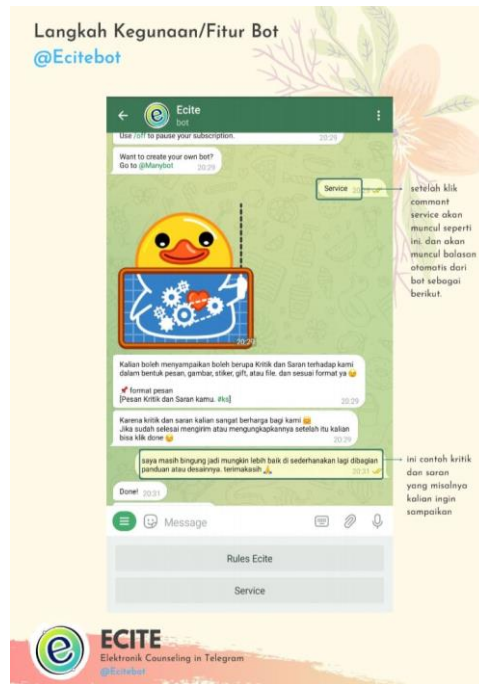 Langkah Kegunaan/Fitur Bot
@Ecitebot
Ecite
bot
Use /off to pause your subscription.
20:29
Want to create your own bot?
Go to @Manybot
20:29
Service
20:29
setelah klik
commant
service akan
muncul seperti
ini. dan akan
muncul balasan
otomatis dari
bot sebagai
berikut.
20:29
Kalian boleh menyampaikan boleh berupa Kritik dan Saran terhadap kami
dalam bentuk pesan, gambar, stiker, gift, atau file. dan sesuai format ya
format pesan
[Pesan Kritik dan Saran kamu. #ks]
20:29
Karena kritik dan saran kalian sangat berharga bagi kami
Jika sudah selesai mengirim atau mengungkapkannya setelah itu kalian
bisa klik done
20:29
saya masih bingung jadi mungkin lebih baik di sederhanakan lagi dibagian
panduan atau desainnya. terimakasih
20:31
ini contoh kritik
dan saran
yang misalnya
kalian ingin
sampaikan
Done!
20:31
Message
Rules Ecite
Service
ECITE
Elektronik Counseling in Telegram
@Ecitebot